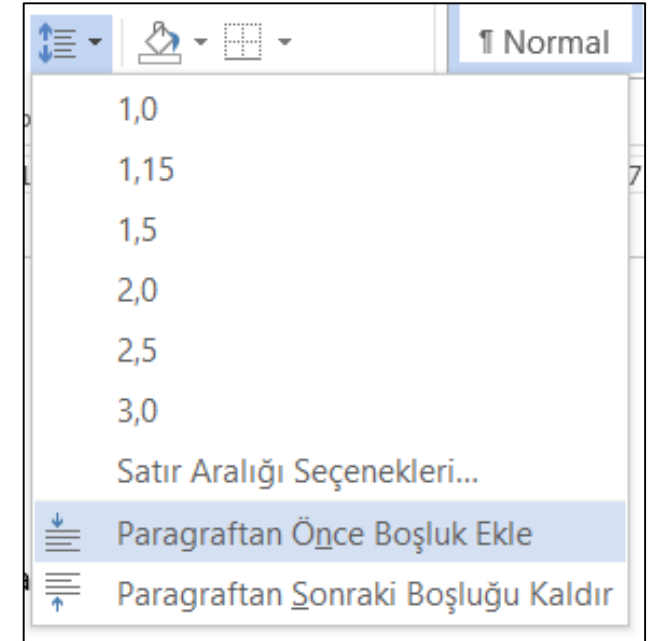 ¶ Normal
1,0
1,15
1,5
2,0
2,5
3,0
Satır Aralığı Seçenekleri...
Paragraftan Önce Boşluk Ekle
Paragraftan Sonraki Boşluğu Kaldır